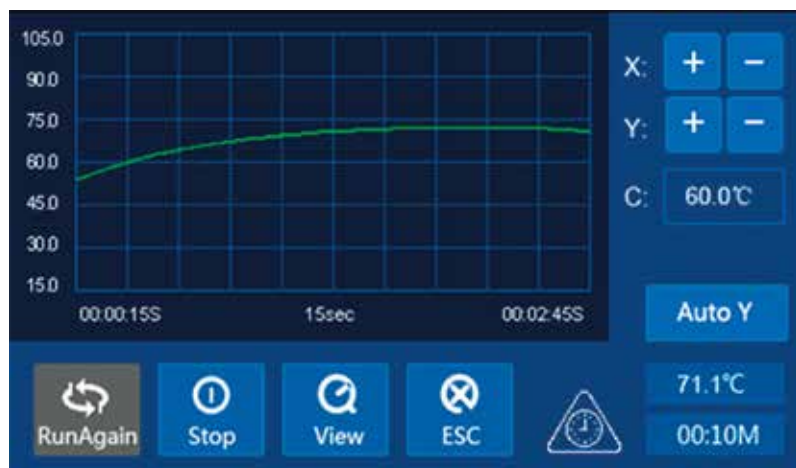 105.0
90.0
75.0
60.0
45.0
30.0
15.0
00:00:15S 15sec 00:02:45S
X: + −
Y: + −
C: 60.0℃
Auto Y
71.1℃
00:10M
RunAgain Stop View ESC